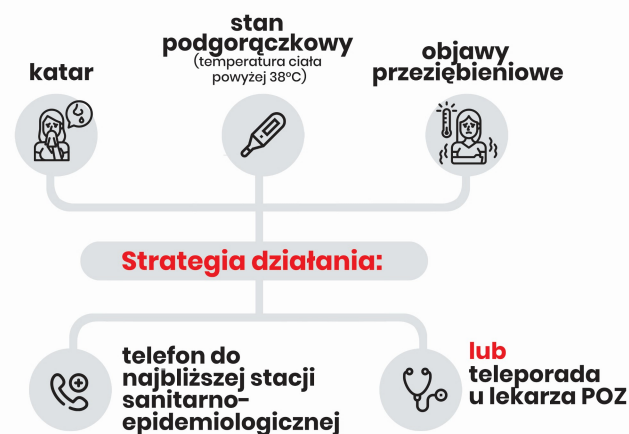 katar
stan
podgorączkowy
(temperatura ciała
powyżej 38°C)
objawy
przeziębieniowe
Strategia działania:
telefon do
najbliższej stacji
sanitarno-
epidemiologicznej
lub
teleporada
u lekarza POZ